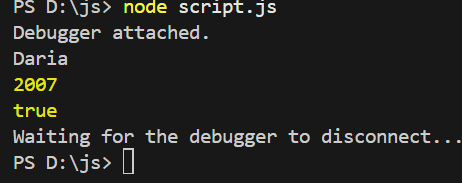 PS D:\js> node script.js
Debugger attached.
Daria
2007
true
Waiting for the debugger to disconnect...
PS D:\js>